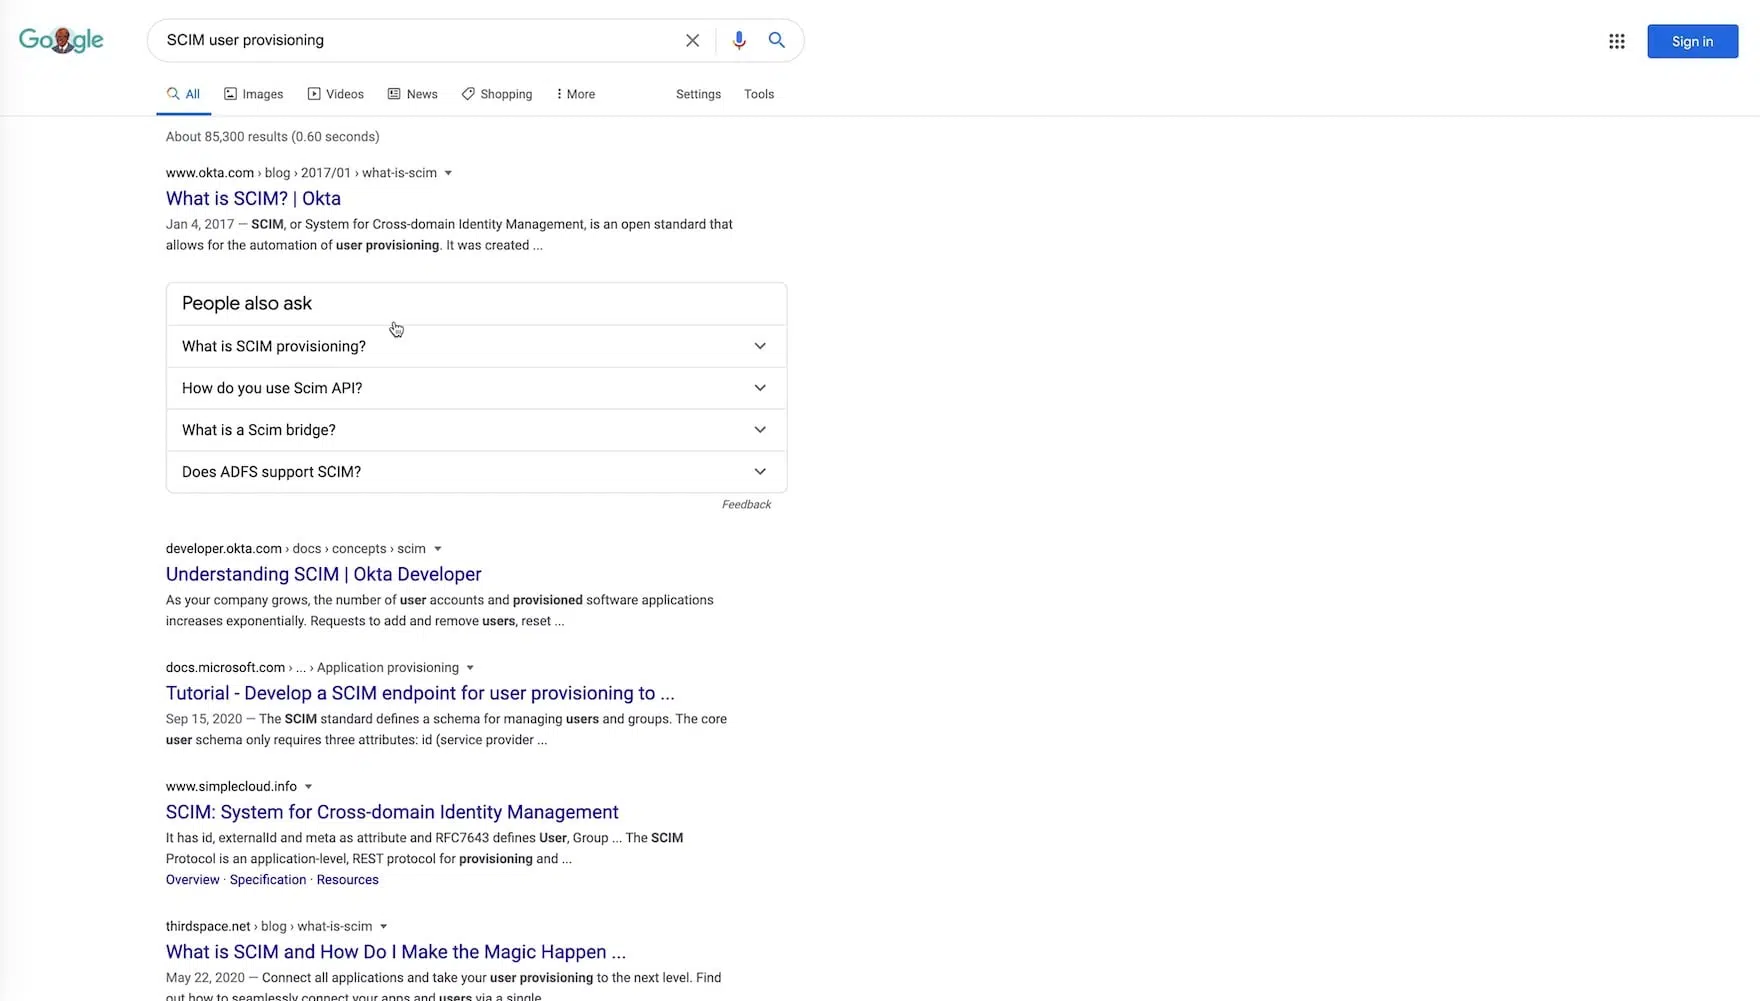 Google
SCIM user provisioning
Sign in
All Images Videos News Shopping More Settings Tools
About 85,300 results (0.60 seconds)
www.okta.com › blog › 2017/01 › what-is-scim
What is SCIM? | Okta
Jan 4, 2017 — SCIM, or System for Cross-domain Identity Management, is an open standard that
allows for the automation of user provisioning. It was created ...
People also ask
What is SCIM provisioning?
How do you use Scim API?
What is a Scim bridge?
Does ADFS support SCIM?
Feedback
developer.okta.com › docs › concepts › scim
Understanding SCIM | Okta Developer
As your company grows, the number of user accounts and provisioned software applications
increases exponentially. Requests to add and remove users, reset ...
docs.microsoft.com › ... › Application provisioning
Tutorial - Develop a SCIM endpoint for user provisioning to ...
Sep 15, 2020 — The SCIM standard defines a schema for managing users and groups. The core
user schema only requires three attributes: id (service provider ...
www.simplecloud.info
SCIM: System for Cross-domain Identity Management
It has id, externalId and meta as attribute and RFC7643 defines User, Group ... The SCIM
Protocol is an application-level, REST protocol for provisioning and ...
Overview · Specification · Resources
thirdspace.net › blog › what-is-scim
What is SCIM and How Do I Make the Magic Happen ...
May 22, 2020 — Connect all applications and take your user provisioning to the next level. Find
out how to seamlessly connect your apps and users via a single